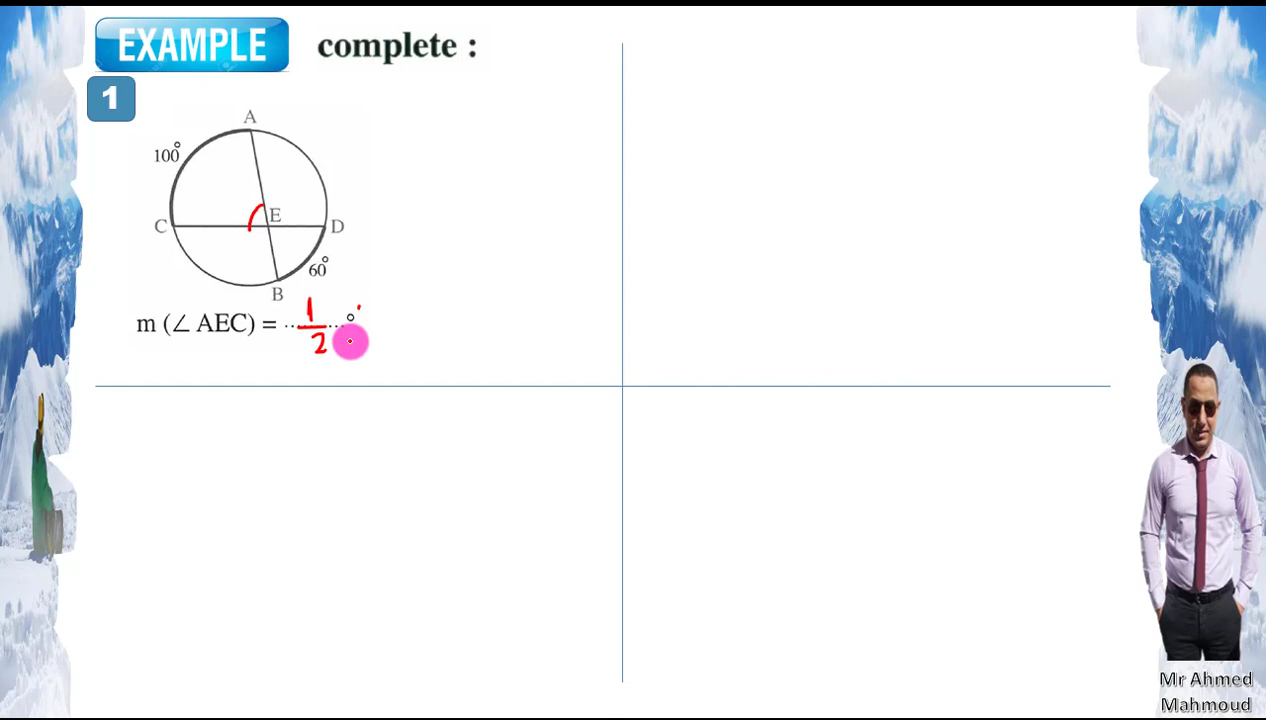 EXAMPLE complete :
1
A
100°
E
C
D
60°
B
m (∠ AEC) = ......... °
1
2
Mr Ahmed
Mahmoud